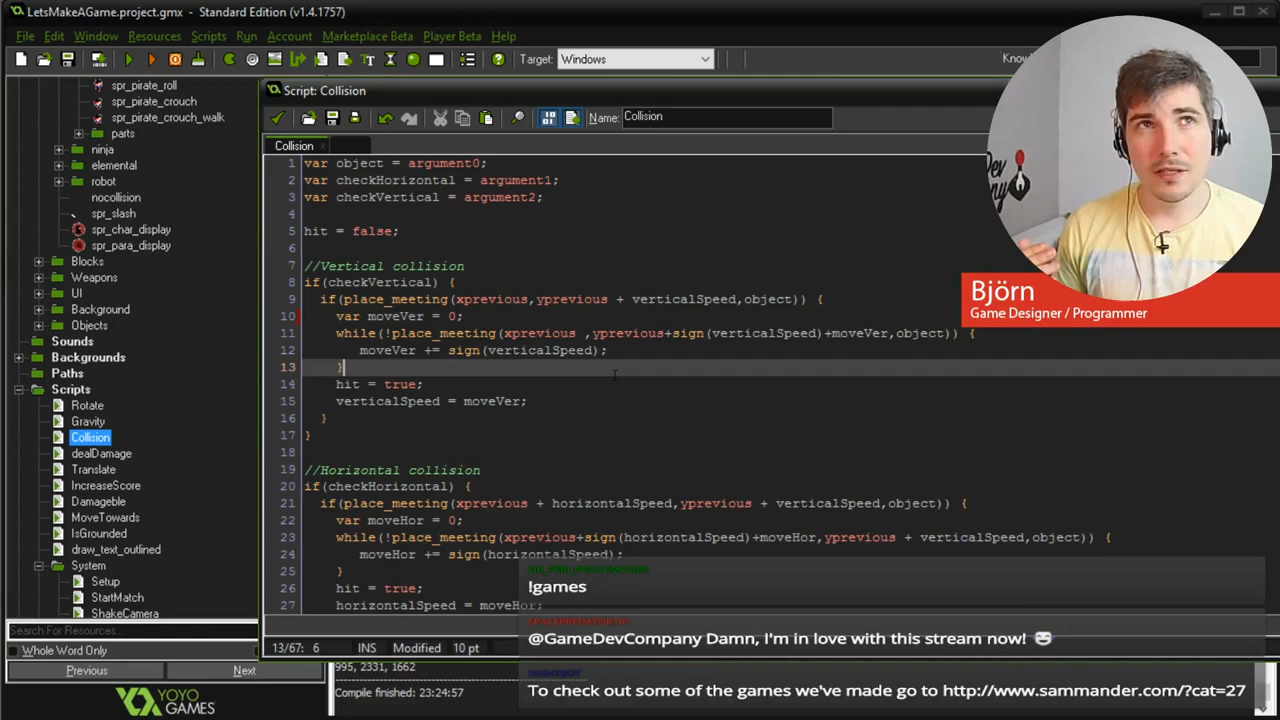 LetsMakeAGame.project.gmx - Standard Edition (v1.4.1757)
File Edit Window Resources Scripts Run Account Marketplace Beta Player Beta Help
Target: Windows
spr_pirate_roll
spr_pirate_crouch
spr_pirate_crouch_walk
parts
ninja
elemental
robot
nocollision
spr_slash
spr_char_display
spr_para_display
Blocks
Weapons
UI
Background
Objects
Sounds
Backgrounds
Paths
Scripts
Rotate
Gravity
Collision
dealDamage
Translate
IncreaseScore
Damageble
MoveTowards
IsGrounded
draw_text_outlined
System
Setup
StartMatch
ShakeCamera
Search For Resources...
Whole Word Only
Previous Next
YOYO
GAMES™
Script: Collision
Name: Collision
Collision
1 var object = argument0;
2 var checkHorizontal = argument1;
3 var checkVertical = argument2;
4
5 hit = false;
6
7 //Vertical collision
8 if(checkVertical) {
9 if(place_meeting(xprevious,yprevious + verticalSpeed,object)) {
10 var moveVer = 0;
11 while(!place_meeting(xprevious ,yprevious+sign(verticalSpeed)+moveVer,object)) {
12 moveVer += sign(verticalSpeed);
13 }
14 hit = true;
15 verticalSpeed = moveVer;
16 }
17 }
18
19 //Horizontal collision
20 if(checkHorizontal) {
21 if(place_meeting(xprevious + horizontalSpeed,yprevious + verticalSpeed,object)) {
22 var moveHor = 0;
23 while(!place_meeting(xprevious+sign(horizontalSpeed)+moveHor,yprevious + verticalSpeed,object)) {
24 moveHor += sign(horizontalSpeed);
25 }
26 hit = true;
27 horizontalSpeed = moveHor;
13/67: 6 INS Modified 10 pt
995, 2331, 1662
Compile finished: 23:24:57
Björn
Game Designer / Programmer
!games
@GameDevCompany Damn, I'm in love with this stream now!
To check out some of the games we've made go to http://www.sammander.com/?cat=27